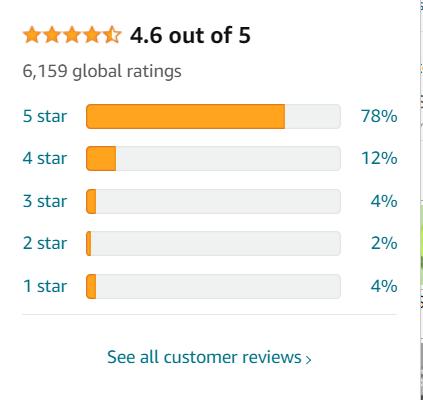 4.6 out of 5
6,159 global ratings
5 star 78%
4 star 12%
3 star 4%
2 star 2%
1 star 4%
See all customer reviews ›